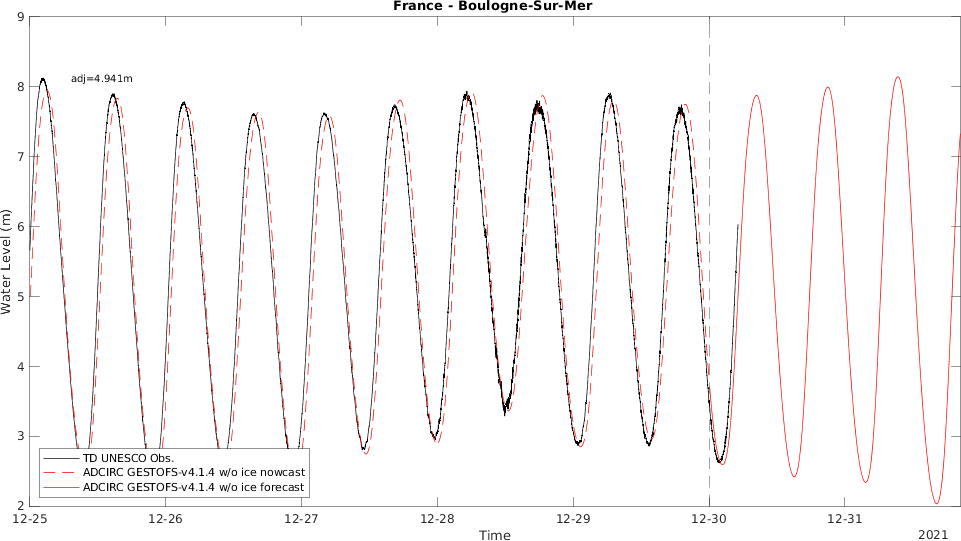 France - Boulogne-Sur-Mer
adj=4.941m
9
8
7
6
5
4
3
2
Water Level (m)
TD UNESCO Obs.
ADCIRC GESTOFS-v4.1.4 w/o ice nowcast
ADCIRC GESTOFS-v4.1.4 w/o ice forecast
12-25 12-26 12-27 12-28 12-29 12-30 12-31
Time
2021